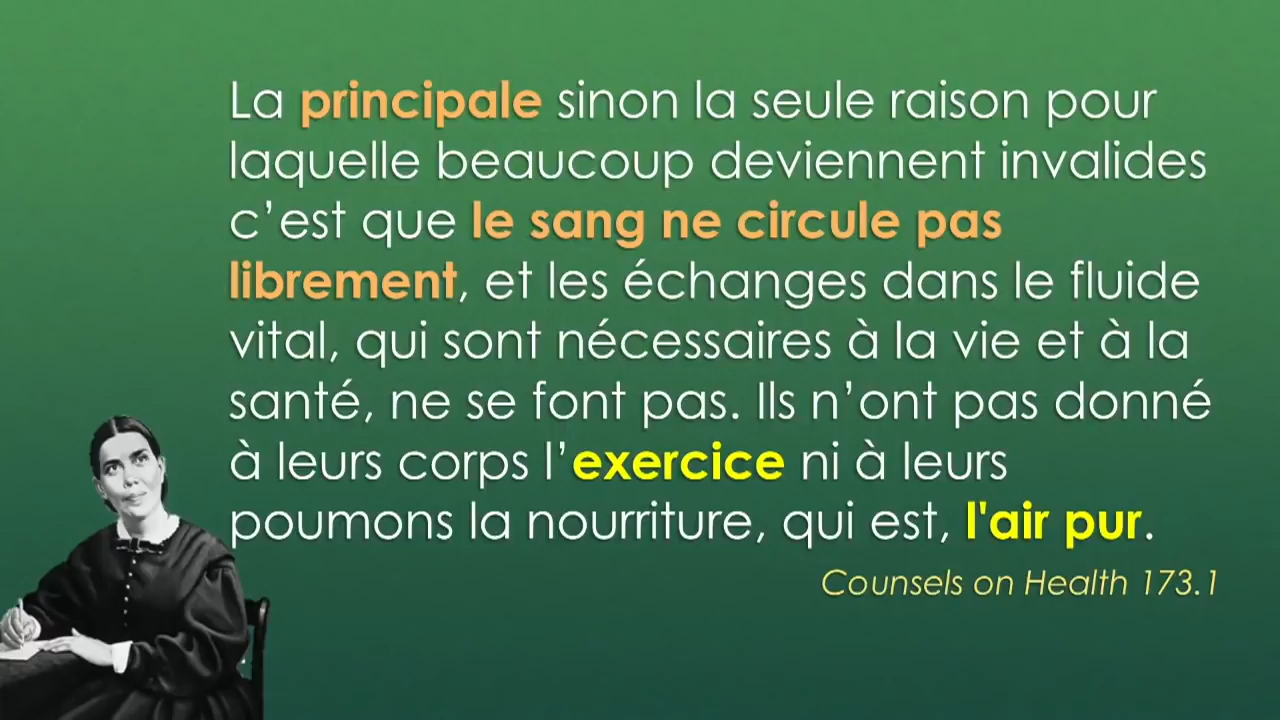 La principale sinon la seule raison pour
laquelle beaucoup deviennent invalides
c’est que le sang ne circule pas
librement, et les échanges dans le fluide
vital, qui sont nécessaires à la vie et à la
santé, ne se font pas. Ils n’ont pas donné
à leurs corps l’exercice ni à leurs
poumons la nourriture, qui est, l'air pur.
Counsels on Health 173.1